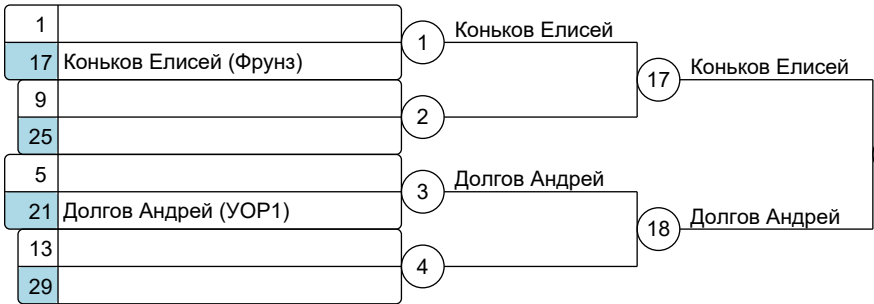 1
Коньков Елисей
1
17 Коньков Елисей (Фрунз)
Коньков Елисей
17
9
2
25
5
Долгов Андрей
3
21 Долгов Андрей (УОР1)
Долгов Андрей
18
13
4
29